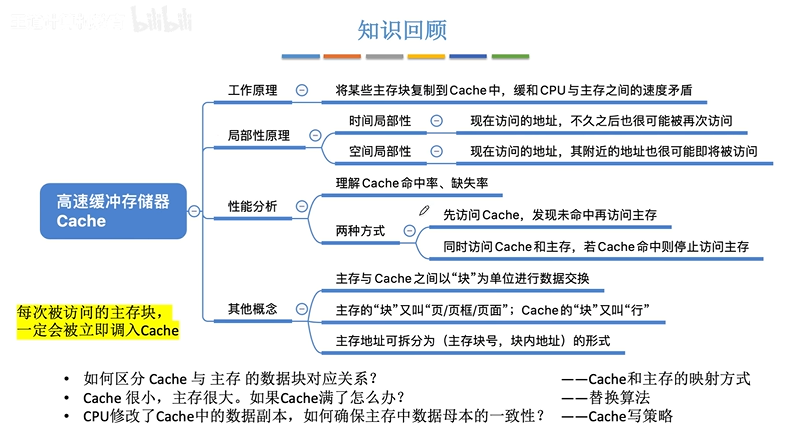 bilibili
知识回顾
工作原理
将某些主存块复制到Cache中，缓和CPU与主存之间的速度矛盾
局部性原理
时间局部性
现在访问的地址，不久之后也很可能被再次访问
空间局部性
现在访问的地址，其附近的地址也很可能即将被访问
高速缓冲存储器
Cache
性能分析
理解Cache命中率、缺失率
两种方式
先访问Cache，发现未命中再访问主存
同时访问Cache和主存，若Cache命中则停止访问主存
其他概念
主存与Cache之间以“块”为单位进行数据交换
主存的“块”又叫“页/页框/页面”；Cache的“块”又叫“行”
主存地址可拆分为（主存块号，块内地址）的形式
每次被访问的主存块，
一定会被立即调入Cache
• 如何区分 Cache 与 主存 的数据块对应关系？ ——Cache和主存的映射方式
• Cache 很小，主存很大。如果Cache满了怎么办？ ——替换算法
• CPU修改了Cache中的数据副本，如何确保主存中数据母本的一致性？ ——Cache写策略